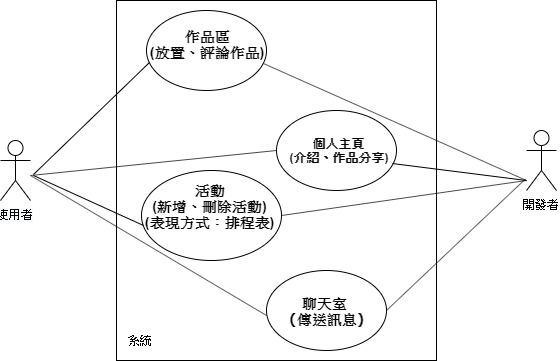 作品區
(放置、評論作品)
個人主頁
(介紹、作品分享)
活動
(新增、刪除活動)
(表現方式：排程表)
使用者
開發者
聊天室
(傳送訊息)
系統